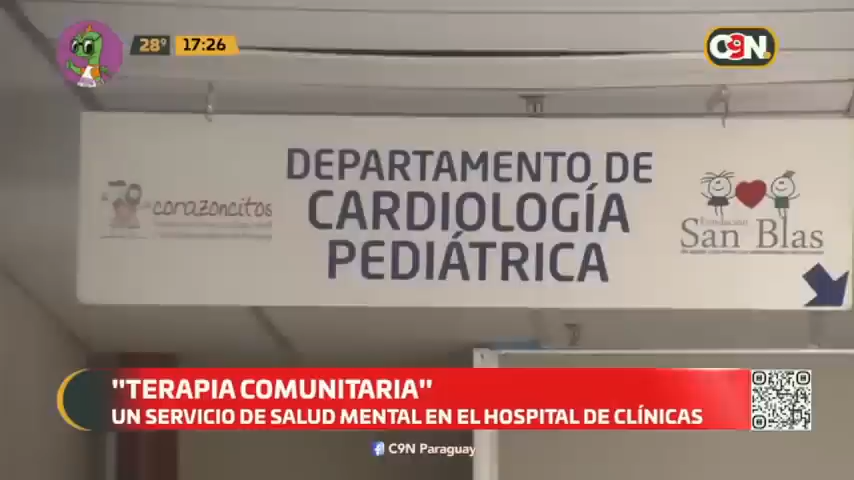 28° 17:26
C9N.
DEPARTAMENTO DE
CARDIOLOGÍA
PEDIÁTRICA
corazoncitos
Fundación
San Blas
"TERAPIA COMUNITARIA"
UN SERVICIO DE SALUD MENTAL EN EL HOSPITAL DE CLÍNICAS
C9N Paraguay